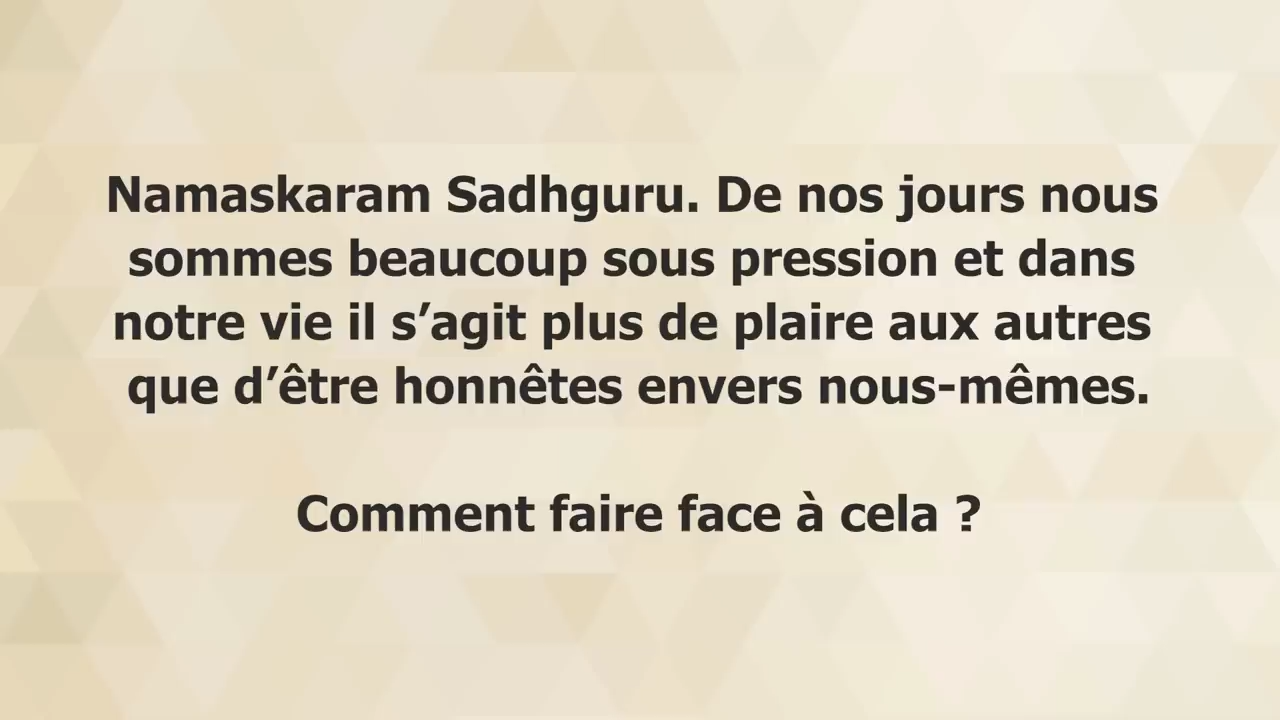 Namaskaram Sadhguru. De nos jours nous
sommes beaucoup sous pression et dans
notre vie il s’agit plus de plaire aux autres
que d’être honnêtes envers nous-mêmes.
Comment faire face à cela ?